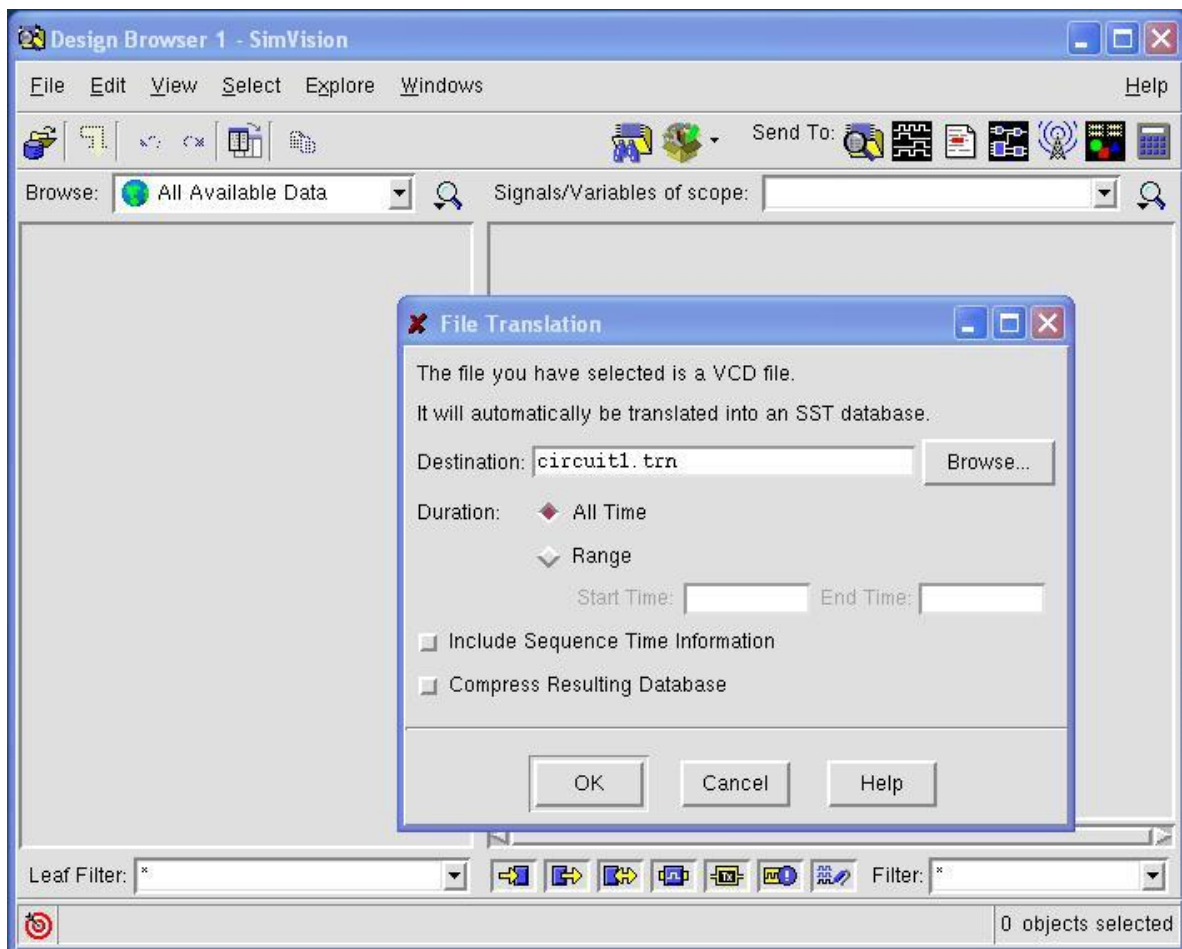 Design Browser 1 - SimVision
File Edit View Select Explore Windows Help
Send To:
Browse: All Available Data Signals/Variables of scope:
File Translation
The file you have selected is a VCD file.
It will automatically be translated into an SST database.
Destination: circuit1.trn Browse...
Duration: All Time
Range
Start Time: End Time:
Include Sequence Time Information
Compress Resulting Database
OK Cancel Help
Leaf Filter: * Filter: *
0 objects selected